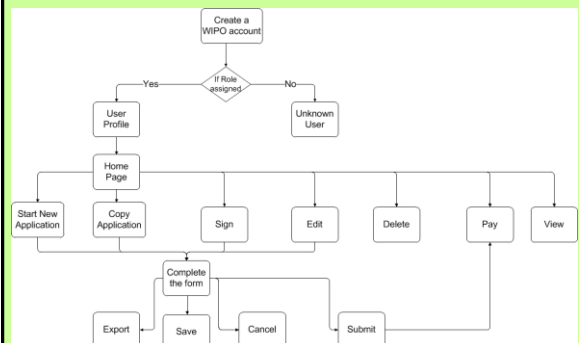 Create a
WIPO account
If Role
assigned
Yes
No
User
Profile
Unknown
User
Home
Page
Start New
Application
Copy
Application
Sign
Edit
Delete
Pay
View
Complete
the form
Export
Save
Cancel
Submit